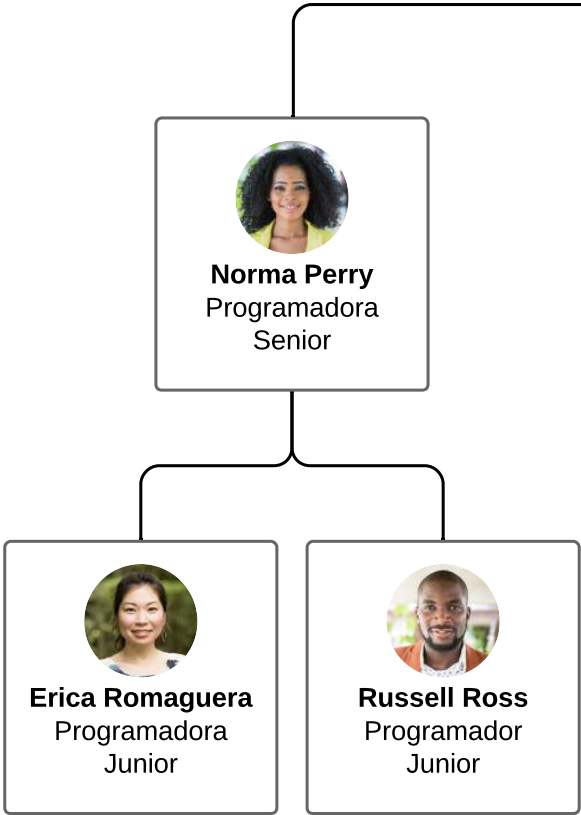 Norma Perry
Programadora
Senior
Erica Romaguera
Programadora
Junior
Russell Ross
Programador
Junior